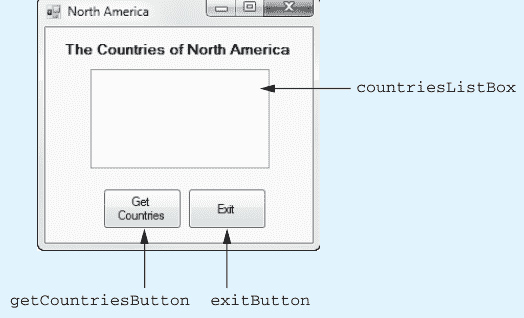 North America
The Countries of North America
countriesListBox
Get
Countries
Exit
getCountriesButton
exitButton